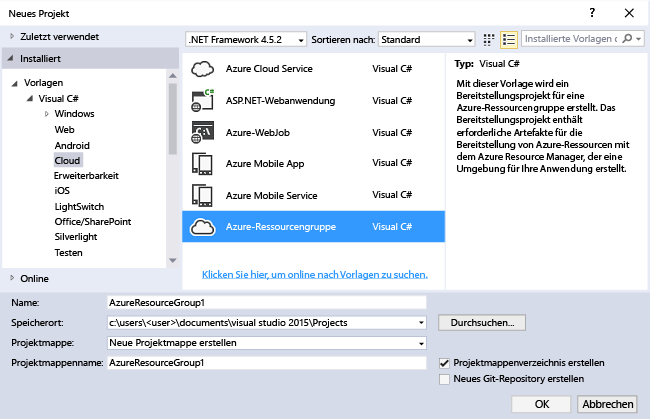 Neues Projekt
Zuletzt verwendet
Installiert
Vorlagen
Visual C#
Windows
Web
Android
Cloud
Erweiterbarkeit
iOS
LightSwitch
Office/SharePoint
Silverlight
Testen
Online
.NET Framework 4.5.2 Sortieren nach: Standard
Installierte Vorlagen
Azure Cloud Service Visual C#
ASP.NET-Webanwendung Visual C#
Azure-WebJob Visual C#
Azure Mobile App Visual C#
Azure Mobile Service Visual C#
Azure-Ressourcengruppe Visual C#
Klicken Sie hier, um online nach Vorlagen zu suchen.
Typ: Visual C#
Mit dieser Vorlage wird ein
Bereitstellungsprojekt für eine
Azure-Ressourcengruppe erstellt. Das
Bereitstellungsprojekt enthält
erforderliche Artefakte für die
Bereitstellung von Azure-Ressourcen mit
dem Azure Resource Manager, der eine
Umgebung für Ihre Anwendung erstellt.
Name: AzureResourceGroup1
Speicherort: c:\users\<user>\documents\visual studio 2015\Projects Durchsuchen...
Projektmappe: Neue Projektmappe erstellen
Projektmappenname: AzureResourceGroup1
Projektmappenverzeichnis erstellen
Neues Git-Repository erstellen
OK Abbrechen